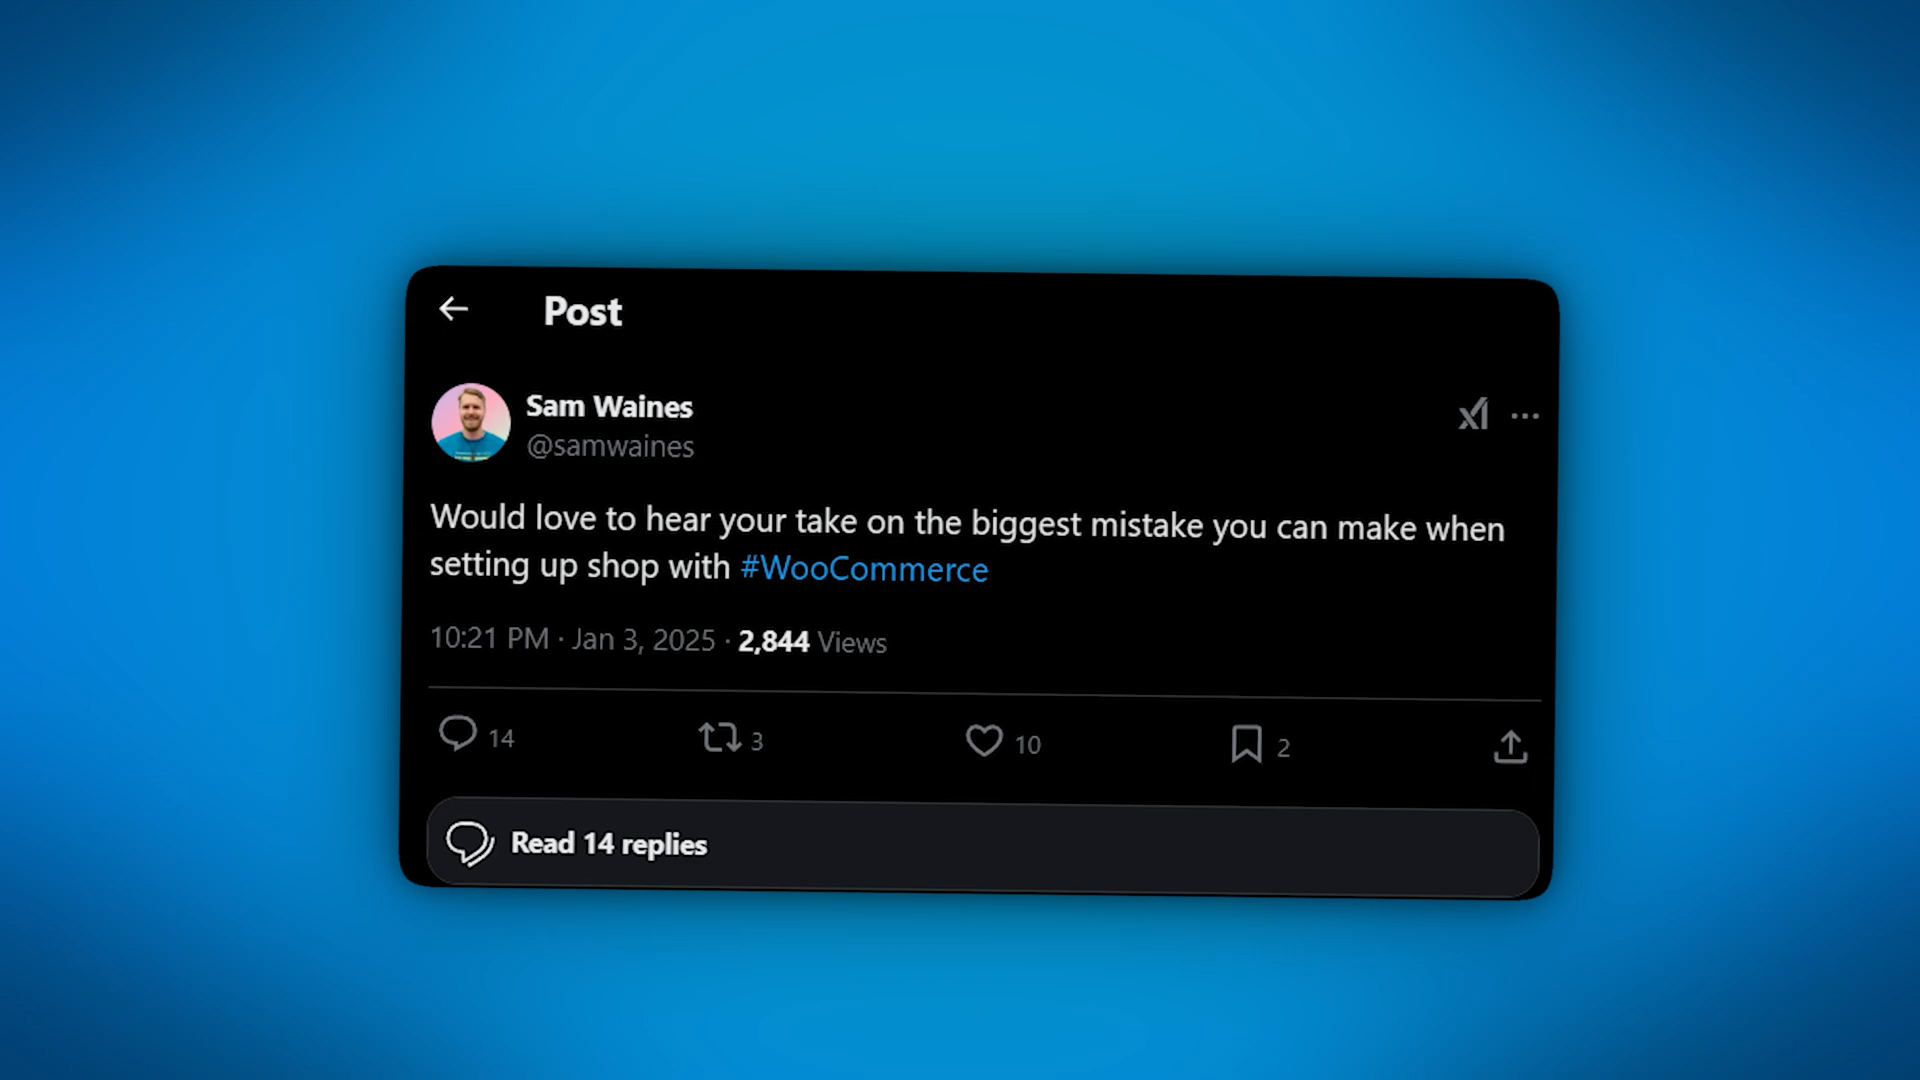 Post
Sam Waines
@samwaines
Would love to hear your take on the biggest mistake you can make when
setting up shop with #WooCommerce
10:21 PM · Jan 3, 2025 · 2,844 Views
14 3 10 2
Read 14 replies